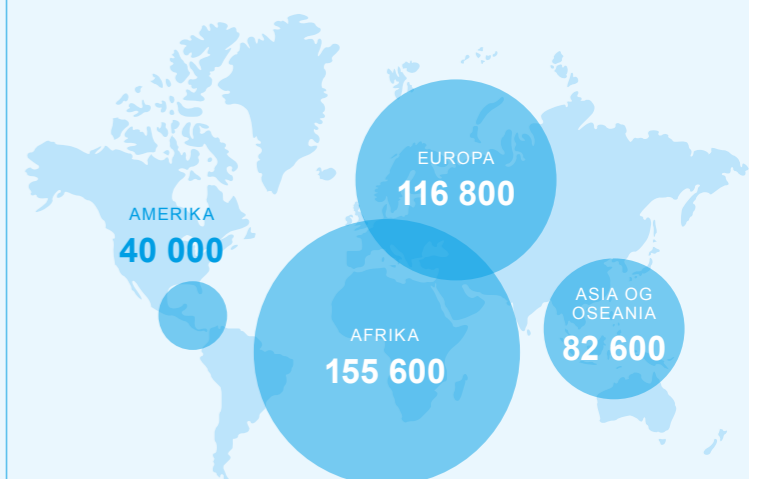 EUROPA
116 800
AMERIKA
40 000
ASIA OG
OSEANIA
82 600
AFRIKA
155 600